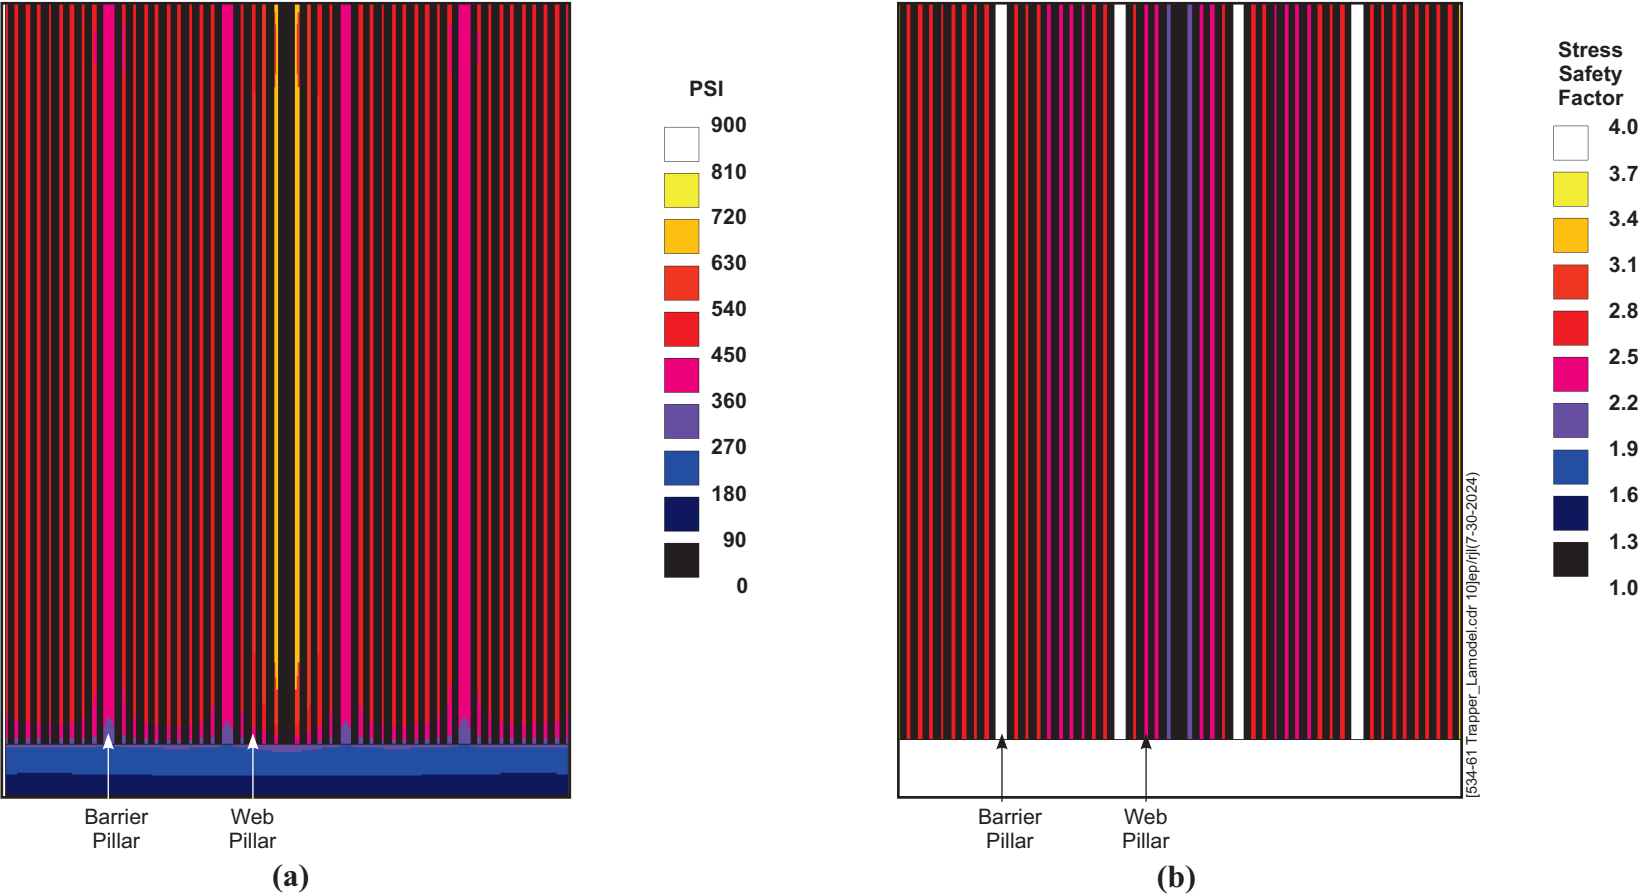 PSI
900
810
720
630
540
450
360
270
180
90
0
Barrier
Pillar
Web
Pillar
(a)
Stress
Safety
Factor
4.0
3.7
3.4
3.1
2.8
2.5
2.2
1.9
1.6
1.3
1.0
[534-61 Trapper_Lamodel.cdr 10]ep/rjl(7-30-2024)
Barrier
Pillar
Web
Pillar
(b)